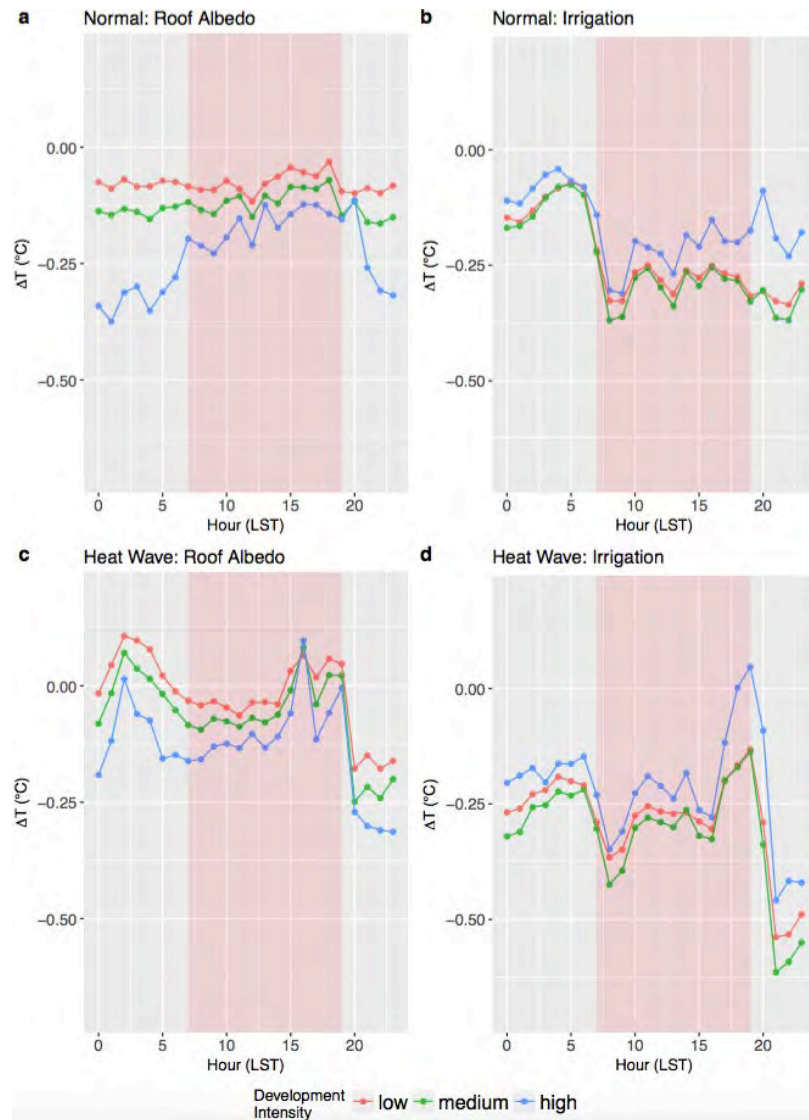 a Normal: Roof Albedo
b Normal: Irrigation
0.00
−0.25
−0.50
ΔT (°C)
0 5 10 15 20
Hour (LST)
0.00
−0.25
−0.50
ΔT (°C)
0 5 10 15 20
Hour (LST)
c Heat Wave: Roof Albedo
d Heat Wave: Irrigation
0.00
−0.25
−0.50
ΔT (°C)
0 5 10 15 20
Hour (LST)
0.00
−0.25
−0.50
ΔT (°C)
0 5 10 15 20
Hour (LST)
Development
Intensity
low medium high